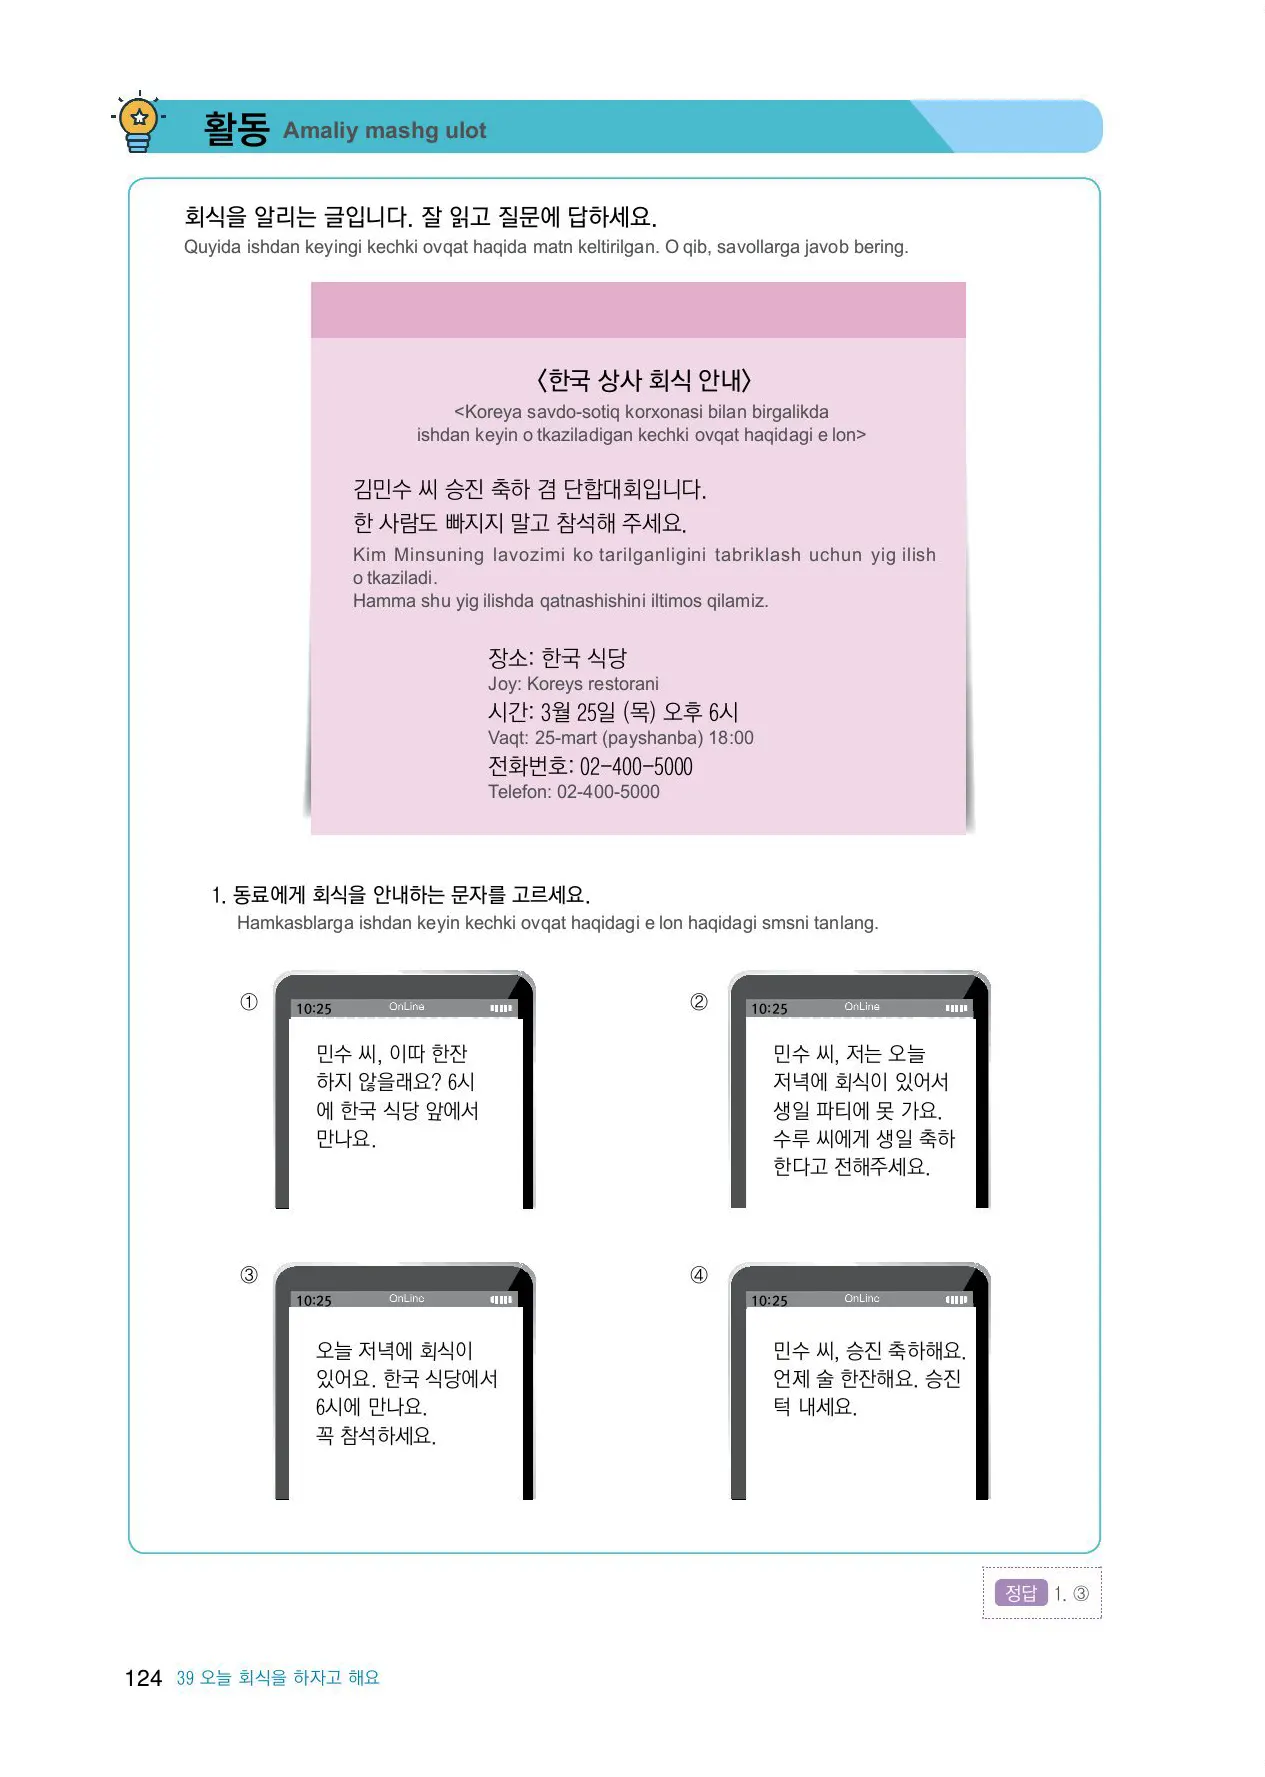 활동 Amaliy mashg ulot
회식을 알리는 글입니다. 잘 읽고 질문에 답하세요.
Quyida ishdan keyingi kechki ovqat haqida matn keltirilgan. O qib, savollarga javob bering.
〈한국 상사 회식 안내〉
<Koreya savdo-sotiq korxonasi bilan birgalikda
ishdan keyin o tkaziladigan kechki ovqat haqidagi e lon>
김민수 씨 승진 축하 겸 단합대회입니다.
한 사람도 빠지지 말고 참석해 주세요.
Kim Minsuning lavozimi ko tarilganligini tabriklash uchun yig ilish
o tkaziladi.
Hamma shu yig ilishda qatnashishini iltimos qilamiz.
장소: 한국 식당
Joy: Koreys restorani
시간: 3월 25일 (목) 오후 6시
Vaqt: 25-mart (payshanba) 18:00
전화번호: 02-400-5000
Telefon: 02-400-5000
1. 동료에게 회식을 안내하는 문자를 고르세요.
Hamkasblarga ishdan keyin kechki ovqat haqidagi e lon haqidagi smsni tanlang.
①
10:25 OnLine
민수 씨, 이따 한잔
하지 않을래요? 6시
에 한국 식당 앞에서
만나요.
②
10:25 OnLine
민수 씨, 저는 오늘
저녁에 회식이 있어서
생일 파티에 못 가요.
수루 씨에게 생일 축하
한다고 전해주세요.
③
10:25 OnLine
오늘 저녁에 회식이
있어요. 한국 식당에서
6시에 만나요.
꼭 참석하세요.
④
10:25 OnLine
민수 씨, 승진 축하해요.
언제 술 한잔해요. 승진
턱 내세요.
정답 1. ③
124 39 오늘 회식을 하자고 해요